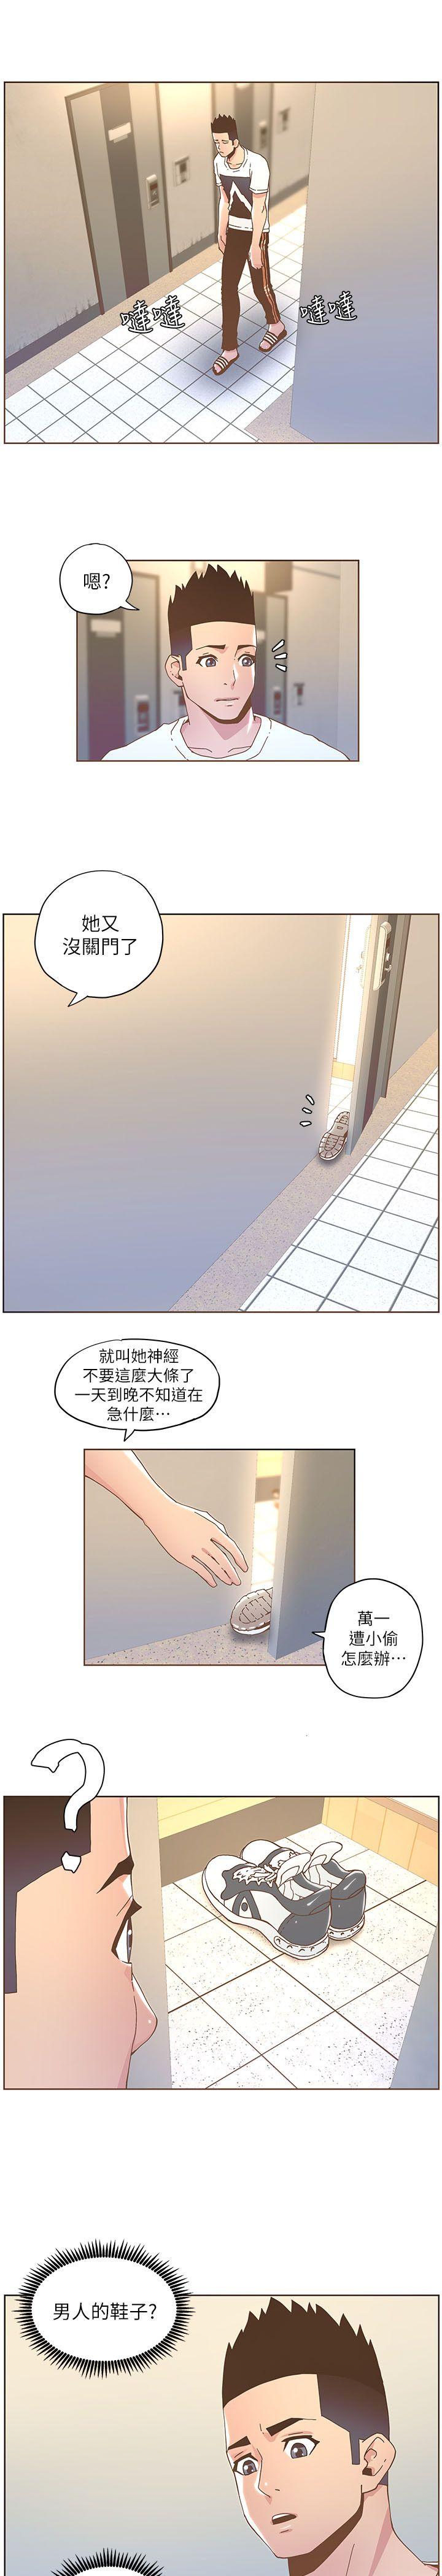 噠噠
噠噠
嗯?
她又
沒關門了
就叫她神經
不要這麼大條了
一天到晚不知道在
急什麼⋯
萬一
遭小偷
怎麼辦⋯
?
男人的鞋子?